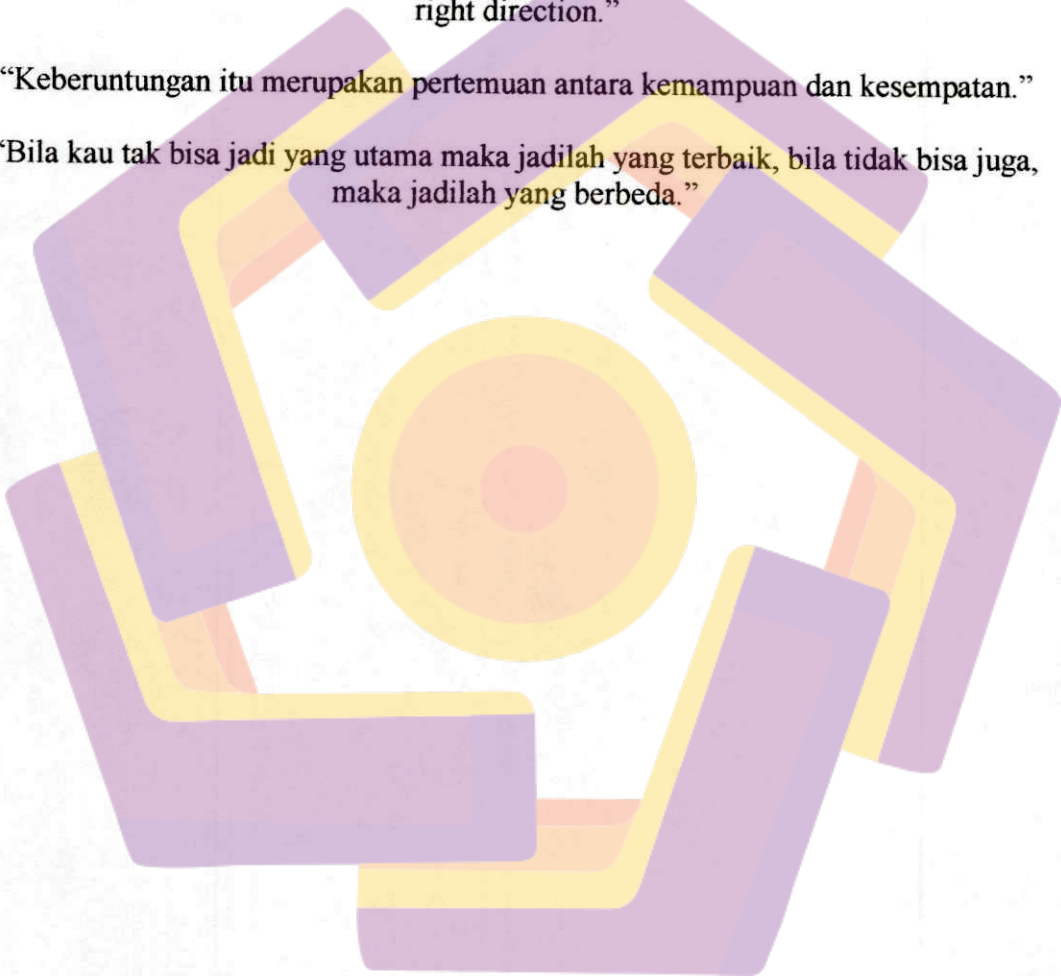 right direction.”
“Keberuntungan itu merupakan pertemuan antara kemampuan dan kesempatan.”
‘Bila kau tak bisa jadi yang utama maka jadilah yang terbaik, bila tidak bisa juga,
maka jadilah yang berbeda.”